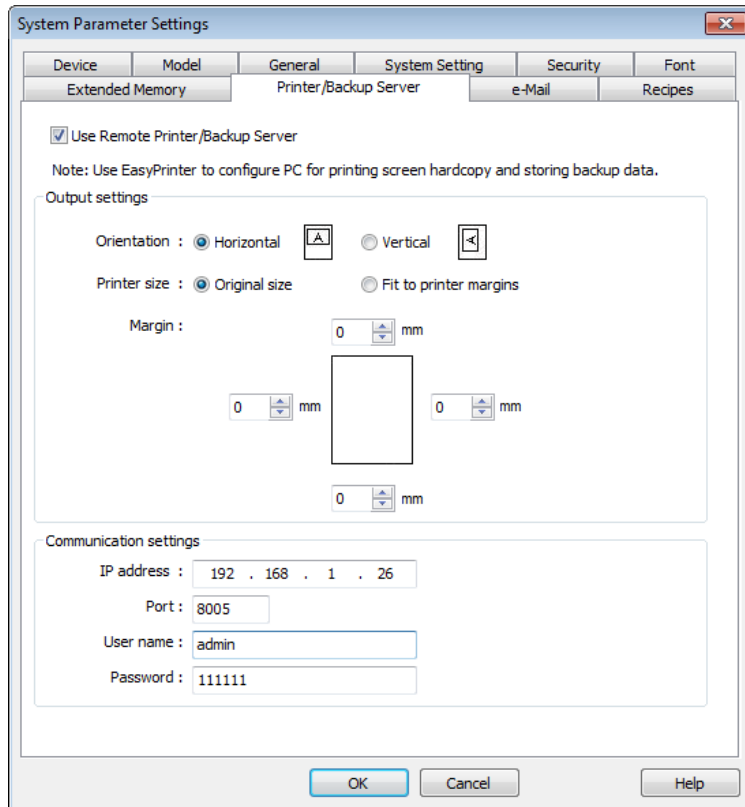 System Parameter Settings
Device Model General System Setting Security Font
Extended Memory Printer/Backup Server e-Mail Recipes
Use Remote Printer/Backup Server
Note: Use EasyPrinter to configure PC for printing screen hardcopy and storing backup data.
Output settings
Orientation : Horizontal A Vertical A
Printer size : Original size Fit to printer margins
Margin : 0 mm
0 mm 0 mm
0 mm
Communication settings
IP address : 192 . 168 . 1 . 26
Port : 8005
User name : admin
Password : 111111
OK Cancel Help